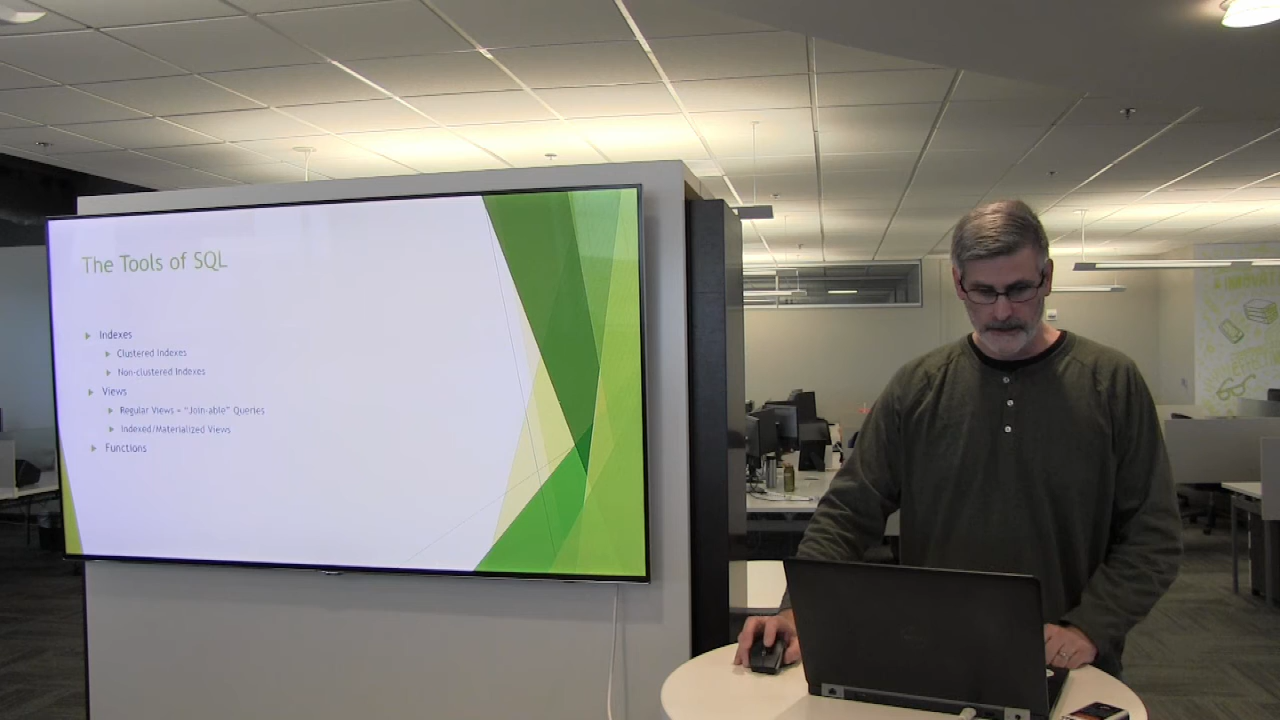 The Tools of SQL
Indexes
Clustered Indexes
Non-clustered Indexes
Views
Regular Views = "Join-able" Queries
Indexed/Materialized Views
Functions